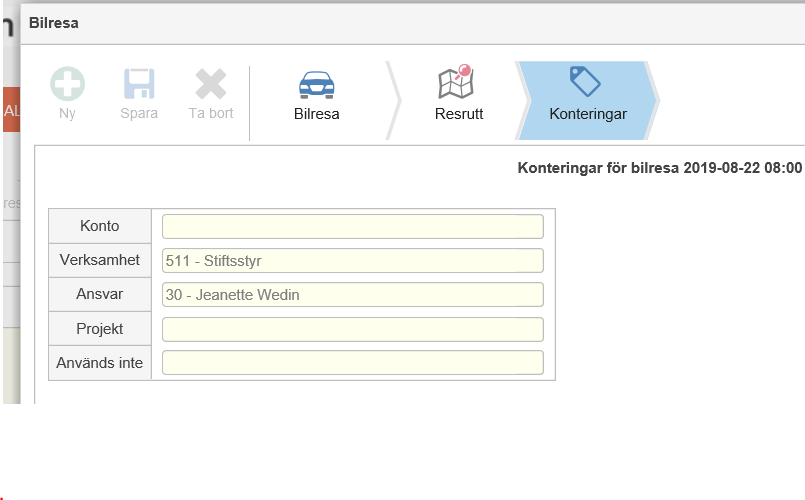 Bilresa
Ny
Spara
Ta bort
Bilresa
Resrutt
Konteringar
Konteringar för bilresa 2019-08-22 08:00
Konto
Verksamhet 511 - Stiftsstyr
Ansvar 30 - Jeanette Wedin
Projekt
Används inte